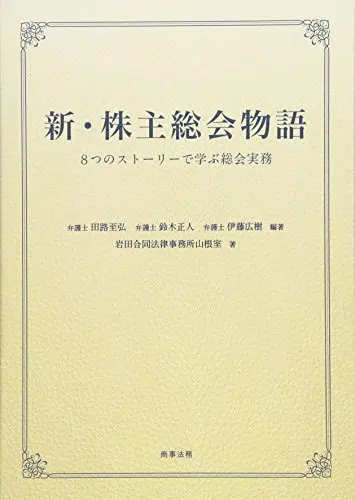 新・株主総会物語
8つのストーリーで学ぶ総会実務
弁護士 田路至弘 弁護士 鈴木正人 弁護士 伊藤広樹 編著
岩田合同法律事務所山根室 著
商事法務